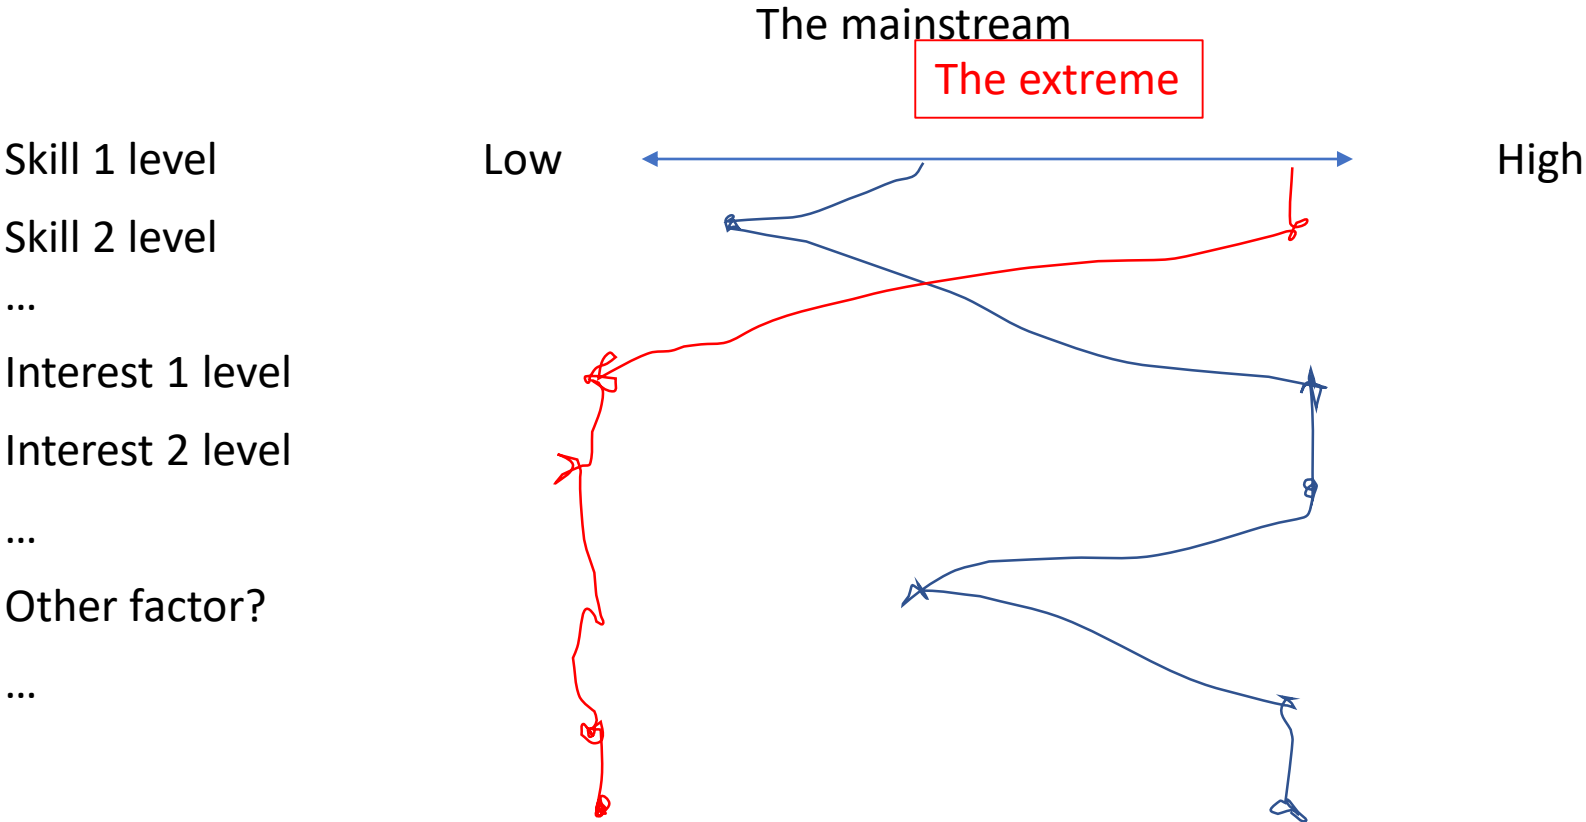 The mainstream
The extreme
Skill 1 level Low High
Skill 2 level
...
Interest 1 level
Interest 2 level
...
Other factor?
...